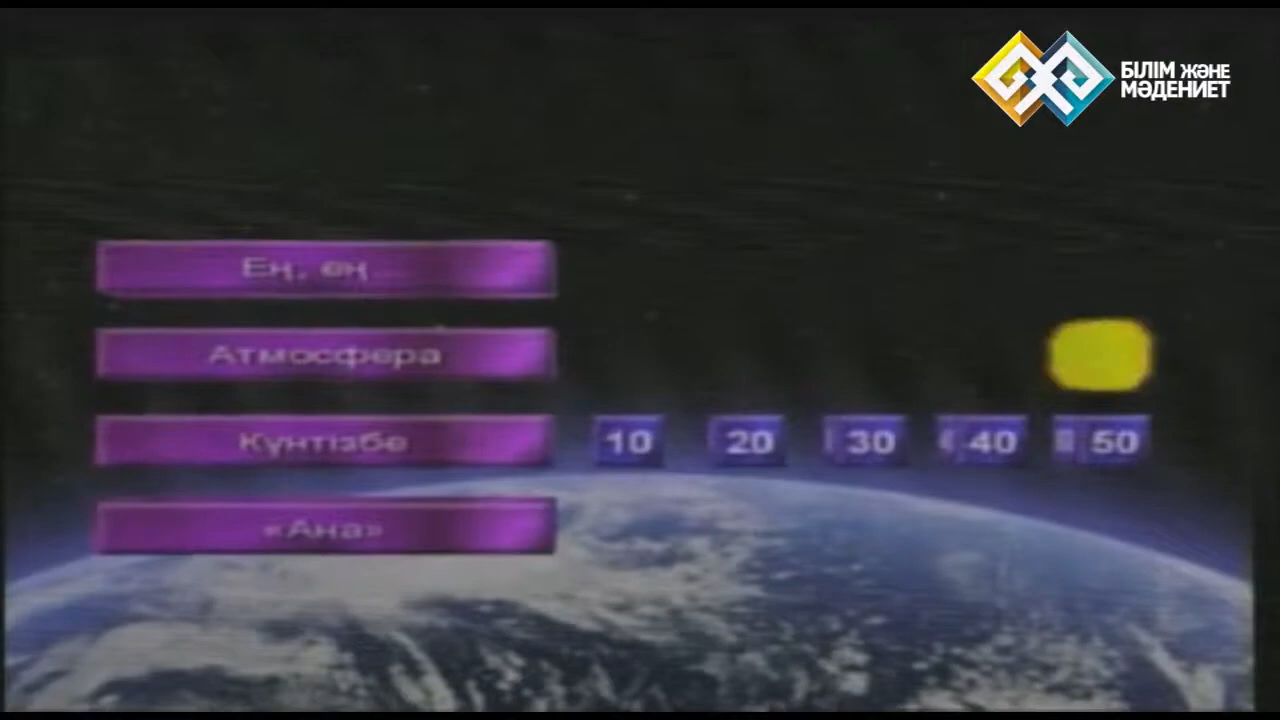 БІЛІМ ЖӘНЕ
МӘДЕНИЕТ
Ең, ең...
Атмосфера
Күнтізбе 10 20 30 40 50
«Ана»